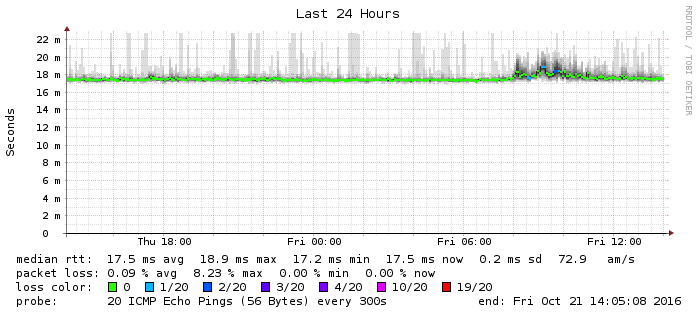 Last 24 Hours
RRDTOOL / TOBI OETIKER
Seconds
22 m
20 m
18 m
16 m
14 m
12 m
10 m
8 m
6 m
4 m
2 m
0
Thu 18:00 Fri 00:00 Fri 06:00 Fri 12:00
median rtt: 17.5 ms avg 18.9 ms max 17.2 ms min 17.5 ms now 0.2 ms sd 72.9 am/s
packet loss: 0.09 % avg 8.23 % max 0.00 % min 0.00 % now
loss color: 0 1/20 2/20 3/20 4/20 10/20 19/20
probe: 20 ICMP Echo Pings (56 Bytes) every 300s end: Fri Oct 21 14:05:08 2016